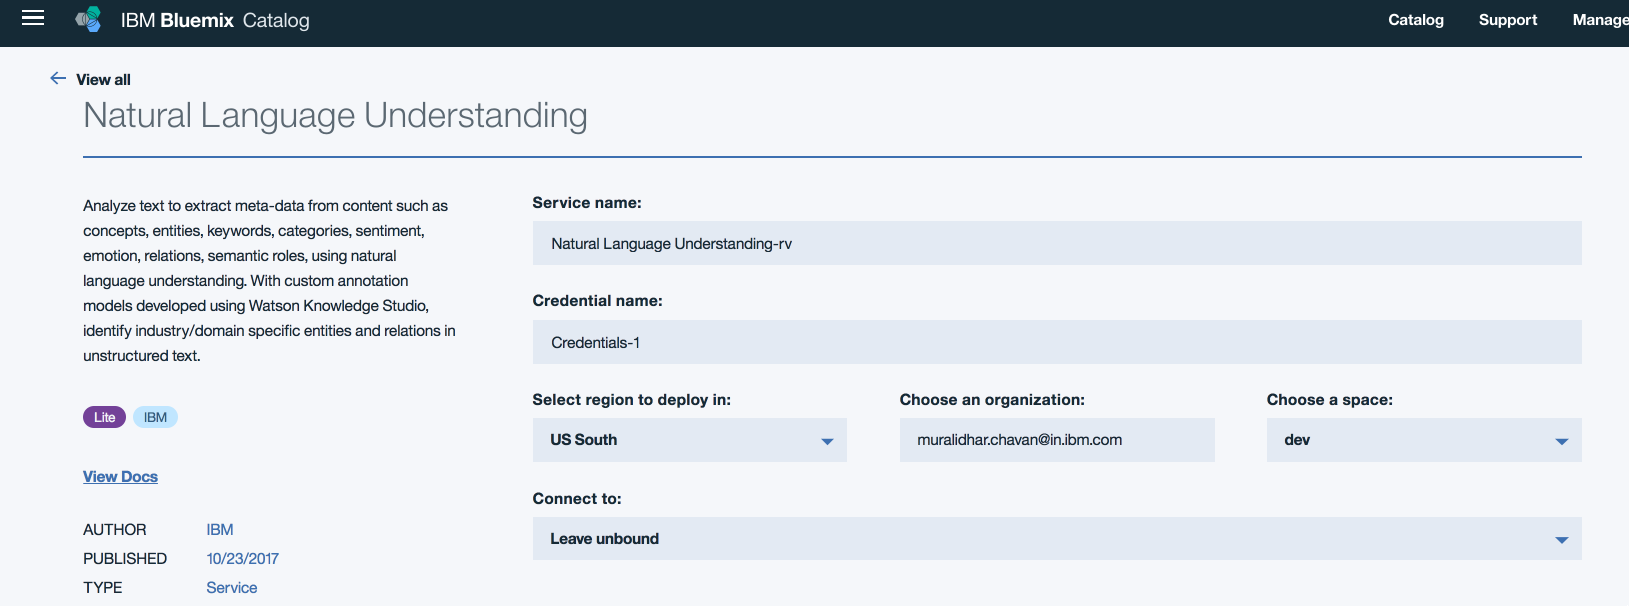 IBM Bluemix Catalog
Catalog Support Manage
View all
Natural Language Understanding
Analyze text to extract meta-data from content such as
concepts, entities, keywords, categories, sentiment,
emotion, relations, semantic roles, using natural
language understanding. With custom annotation
models developed using Watson Knowledge Studio,
identify industry/domain specific entities and relations in
unstructured text.
Lite IBM
View Docs
AUTHOR IBM
PUBLISHED 10/23/2017
TYPE Service
Service name:
Natural Language Understanding-rv
Credential name:
Credentials-1
Select region to deploy in:
US South
Choose an organization:
muralidhar.chavan@in.ibm.com
Choose a space:
dev
Connect to:
Leave unbound